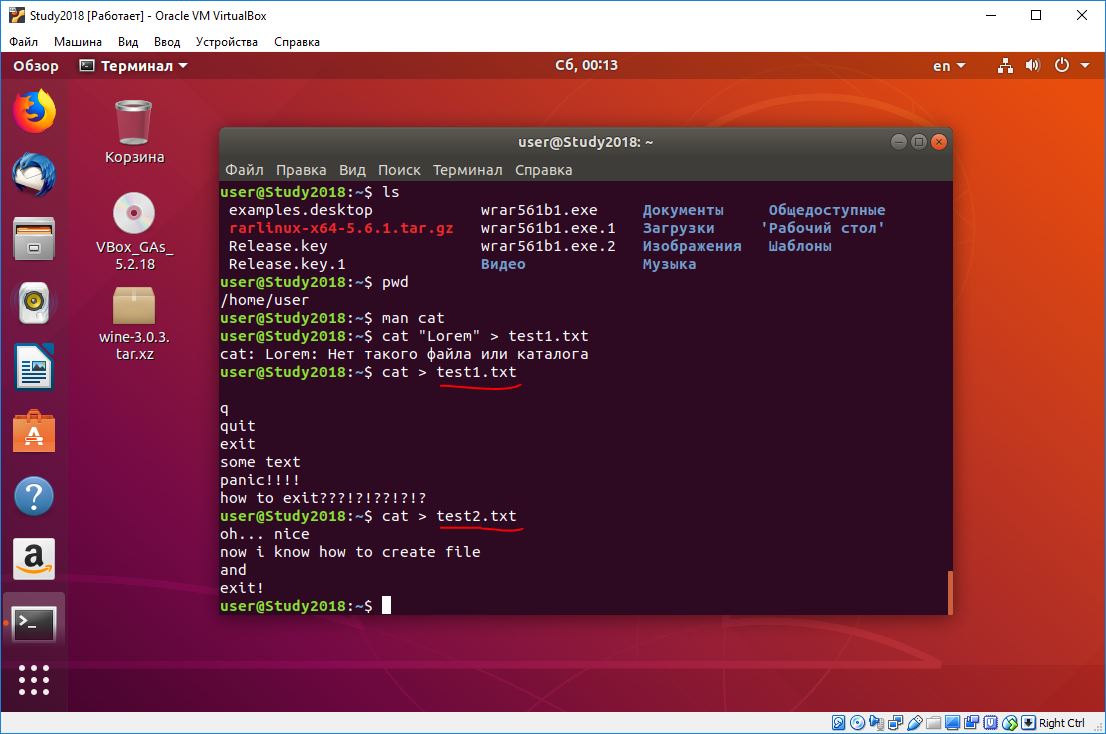 Study2018 [Работает] - Oracle VM VirtualBox
Файл Машина Вид Ввод Устройства Справка
Обзор Терминал Сб, 00:13 en
Корзина
VBox_GAs_
5.2.18
wine-3.0.3.
tar.xz
user@Study2018: ~
Файл Правка Вид Поиск Терминал Справка
user@Study2018:~$ ls
examples.desktop wrar561b1.exe Документы Общедоступные
rarlinux-x64-5.6.1.tar.gz wrar561b1.exe.1 Загрузки 'Рабочий стол'
Release.key wrar561b1.exe.2 Изображения Шаблоны
Release.key.1 Видео Музыка
user@Study2018:~$ pwd
/home/user
user@Study2018:~$ man cat
user@Study2018:~$ cat "Lorem" > test1.txt
cat: Lorem: Нет такого файла или каталога
user@Study2018:~$ cat > test1.txt
q
quit
exit
some text
panic!!!!
how to exit???!?!??!?!?
user@Study2018:~$ cat > test2.txt
oh... nice
now i know how to create file
and
exit!
user@Study2018:~$
Right Ctrl